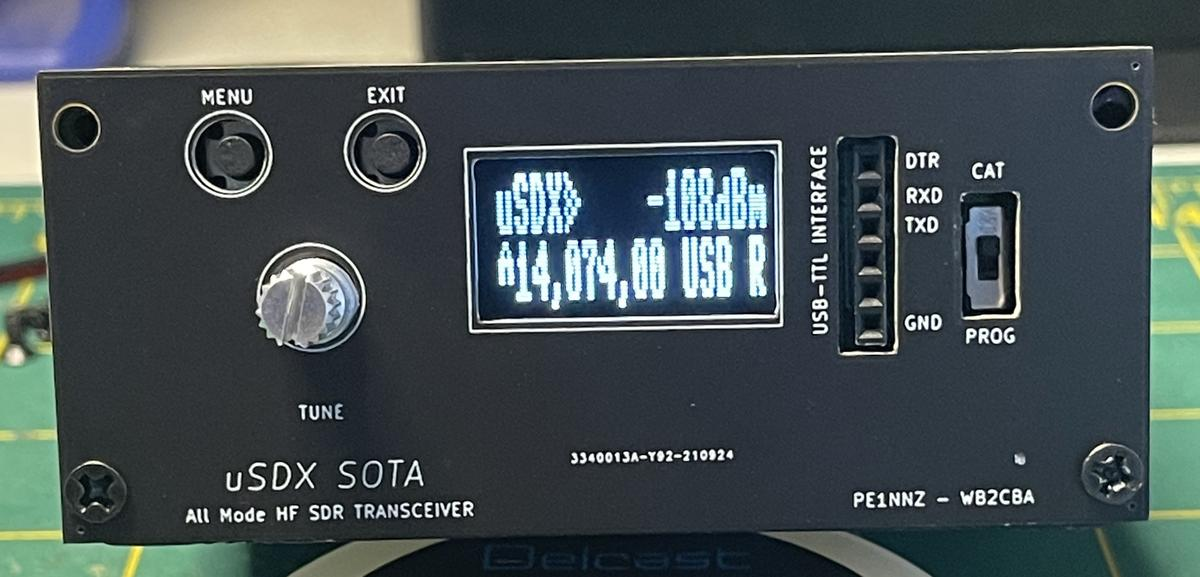 MENU
EXIT
uSDX> -108dBm
^14,074,00 USB R
USB-TTL INTERFACE
DTR
RXD
TXD
GND
CAT
PROG
TUNE
uSDX SOTA
All Mode HF SDR TRANSCEIVER
3340013A-Y92-210924
PE1NNZ - WB2CBA
Delcast